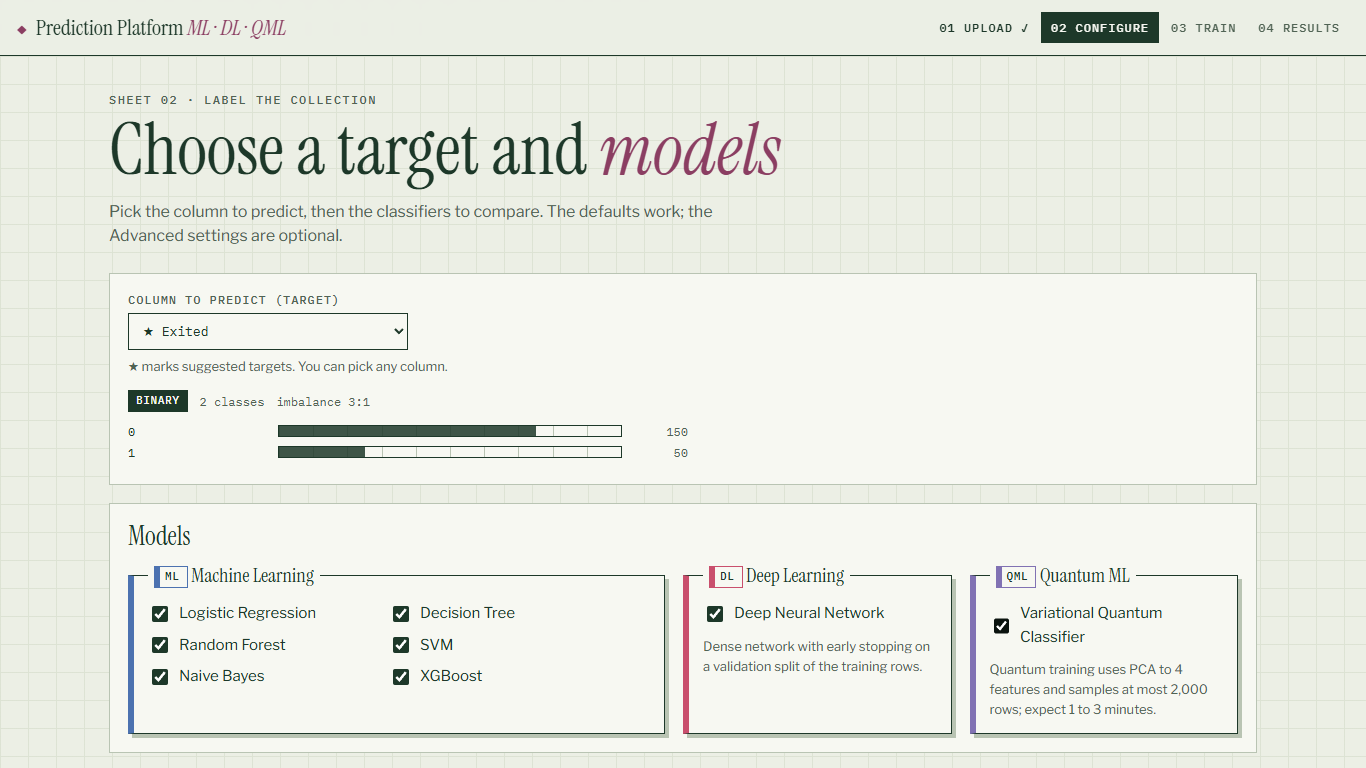 ◆ Prediction Platform ML · DL · QML
01 UPLOAD ✓ 02 CONFIGURE 03 TRAIN 04 RESULTS
SHEET 02 · LABEL THE COLLECTION
Choose a target and models
Pick the column to predict, then the classifiers to compare. The defaults work; the
Advanced settings are optional.
COLUMN TO PREDICT (TARGET)
★ Exited
★ marks suggested targets. You can pick any column.
BINARY 2 classes imbalance 3:1
0 150
1 50
Models
ML Machine Learning
Logistic Regression
Decision Tree
Random Forest
SVM
Naive Bayes
XGBoost
DL Deep Learning
Deep Neural Network
Dense network with early stopping on
a validation split of the training rows.
QML Quantum ML
Variational Quantum
Classifier
Quantum training uses PCA to 4
features and samples at most 2,000
rows; expect 1 to 3 minutes.